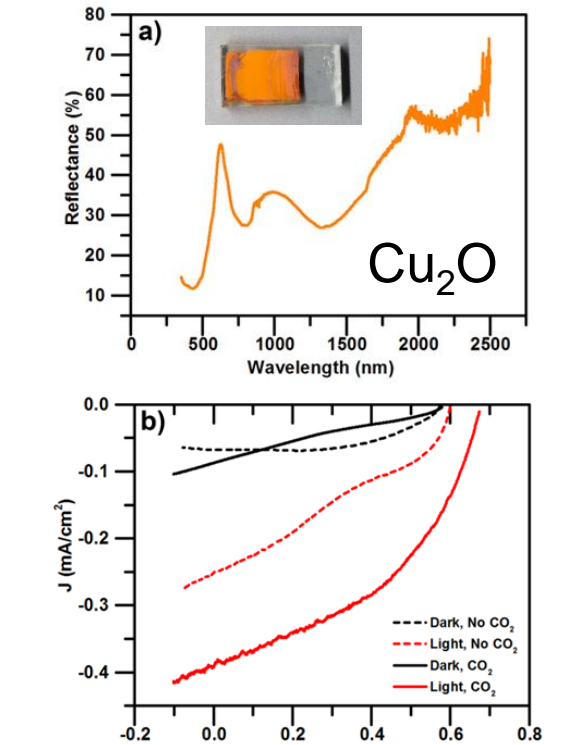 a)
80
70
60
50
40
30
20
10
Reflectance (%)
Cu₂O
0 500 1000 1500 2000 2500
Wavelength (nm)
b)
0.0
-0.1
-0.2
-0.3
-0.4
J (mA/cm²)
Dark, No CO₂
Light, No CO₂
Dark, CO₂
Light, CO₂
-0.2 0.0 0.2 0.4 0.6 0.8